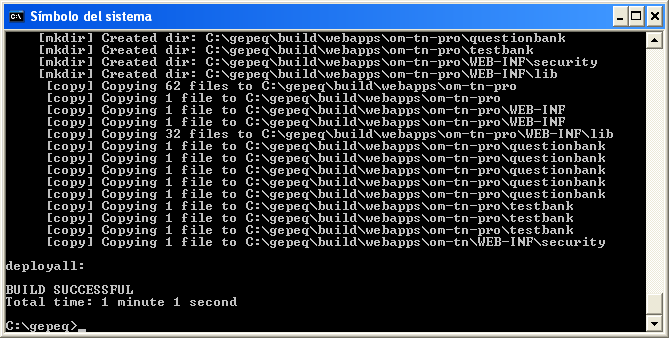 Símbolo del sistema
[mkdir] Created dir: C:\gepeq\build\webapps\om-tn-pro\questionbank
[mkdir] Created dir: C:\gepeq\build\webapps\om-tn-pro\testbank
[mkdir] Created dir: C:\gepeq\build\webapps\om-tn-pro\WEB-INF\security
[mkdir] Created dir: C:\gepeq\build\webapps\om-tn-pro\WEB-INF\lib
[copy] Copying 62 files to C:\gepeq\build\webapps\om-tn-pro
[copy] Copying 1 file to C:\gepeq\build\webapps\om-tn-pro
[copy] Copying 1 file to C:\gepeq\build\webapps\om-tn-pro\WEB-INF
[copy] Copying 1 file to C:\gepeq\build\webapps\om-tn-pro\WEB-INF
[copy] Copying 32 files to C:\gepeq\build\webapps\om-tn-pro\WEB-INF\lib
[copy] Copying 1 file to C:\gepeq\build\webapps\om-tn-pro\questionbank
[copy] Copying 1 file to C:\gepeq\build\webapps\om-tn-pro\questionbank
[copy] Copying 1 file to C:\gepeq\build\webapps\om-tn-pro\questionbank
[copy] Copying 1 file to C:\gepeq\build\webapps\om-tn-pro\questionbank
[copy] Copying 1 file to C:\gepeq\build\webapps\om-tn-pro\questionbank
[copy] Copying 1 file to C:\gepeq\build\webapps\om-tn-pro\testbank
[copy] Copying 1 file to C:\gepeq\build\webapps\om-tn-pro\testbank
[copy] Copying 1 file to C:\gepeq\build\webapps\om-tn-pro\testbank
[copy] Copying 1 file to C:\gepeq\build\webapps\om-tn\WEB-INF\security
deployall:
BUILD SUCCESSFUL
Total time: 1 minute 1 second
C:\gepeq>_